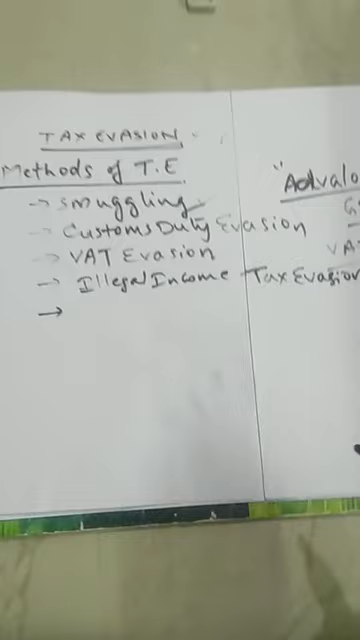 TAX EVASION
Methods of T.E
→ Smuggling
→ Customs Duty Evasion
→ VAT Evasion
→ Illegal Income Tax Evasion
→
"Advalo
VAT